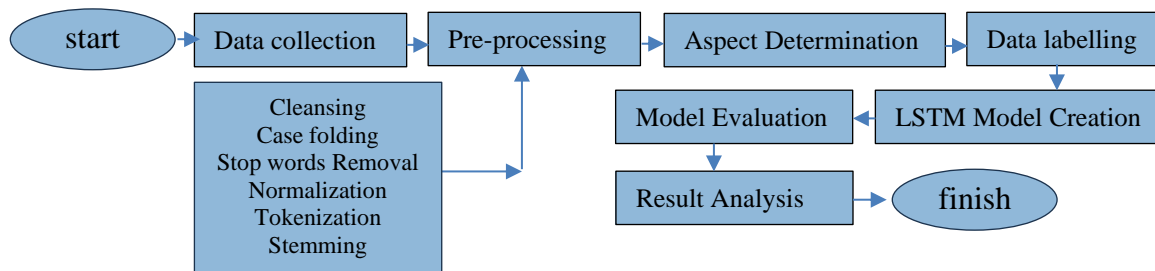 start
Data collection
Pre-processing
Aspect Determination
Data labelling
Cleansing
Case folding
Stop words Removal
Normalization
Tokenization
Stemming
Model Evaluation
LSTM Model Creation
Result Analysis
finish